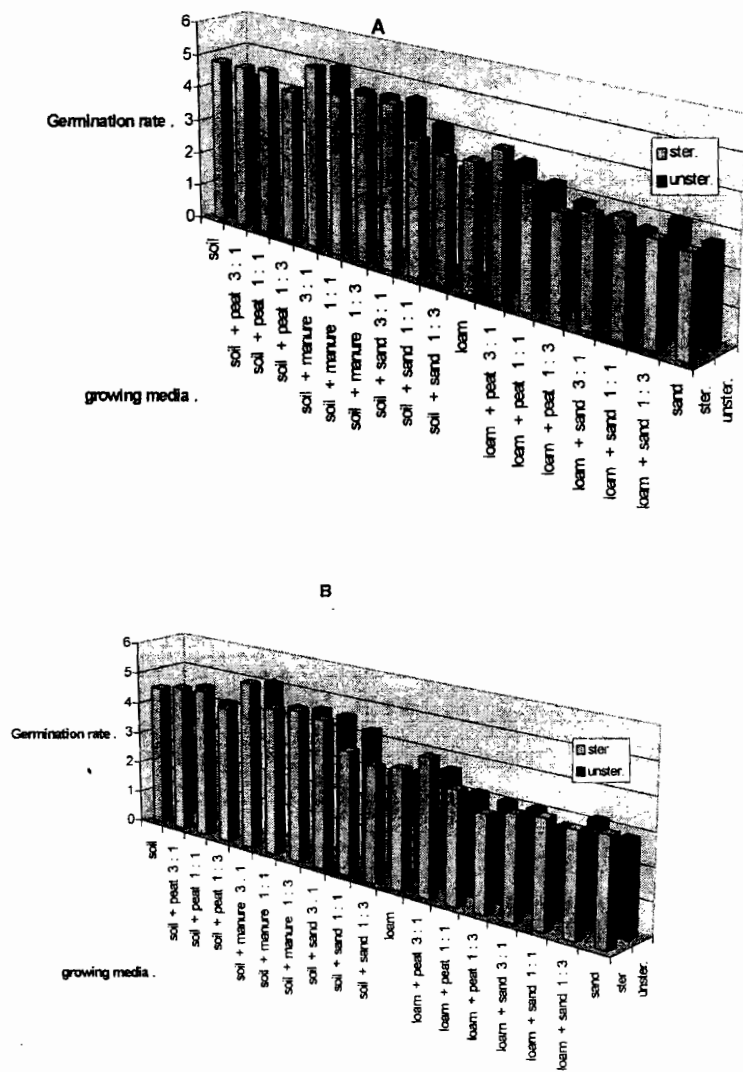 A
6
5
4
3
2
1
0
Germination rate .
ster.
unster.
soil
soil + peat 3 : 1
soil + peat 1 : 1
soil + peat 1 : 3
soil + manure 3 : 1
soil + manure 1 : 1
soil + manure 1 : 3
soil + sand 3 : 1
soil + sand 1 : 1
soil + sand 1 : 3
loam
loam + peat 3 : 1
loam + peat 1 : 1
loam + peat 1 : 3
loam + sand 3 : 1
loam + sand 1 : 1
loam + sand 1 : 3
sand
ster.
unster.
growing media .
B
6
5
4
3
2
1
0
Germination rate .
ster
unster.
soil
soil + peat 3 : 1
soil + peat 1 : 1
soil + peat 1 : 3
soil + manure 3 . 1
soil + manure 1 : 1
soil + manure 1 : 3
soil + sand 3 . 1
soil + sand 1 : 1
soil + sand 1 : 3
loam
loam + peat 3 : 1
loam + peat 1 : 1
loam + peat 1 : 3
loam + sand 3 : 1
loam + sand 1 : 1
loam + sand 1 : 3
sand
ster
unster.
growing media .